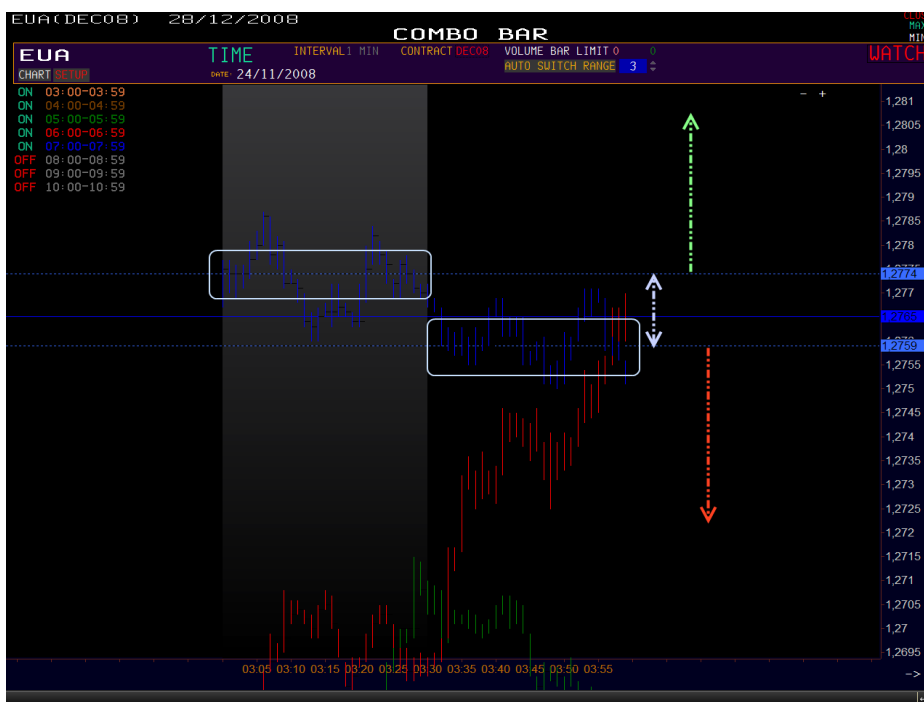 EUA(DEC08) 28/12/2008
COMBO BAR
MIN
EUA
TIME
INTERVAL1 MIN CONTRACT DEC08 VOLUME BAR LIMIT 0 0
WATCH
CHART SETUP
DATE: 24/11/2008
AUTO SWITCH RANGE 3
ON 03:00-03:59
ON 04:00-04:59
ON 05:00-05:59
ON 06:00-06:59
ON 07:00-07:59
OFF 08:00-08:59
OFF 09:00-09:59
OFF 10:00-10:59
- +
1,281
1,2805
1,28
1,2795
1,279
1,2785
1,278
1,2774
1,277
1,2765
1,2759
1,2755
1,275
1,2745
1,274
1,2735
1,273
1,2725
1,272
1,2715
1,271
1,2705
1,27
1,2695
03:05 03:10 03:15 03:20 03:25 03:30 03:35 03:40 03:45 03:50 03:55
->